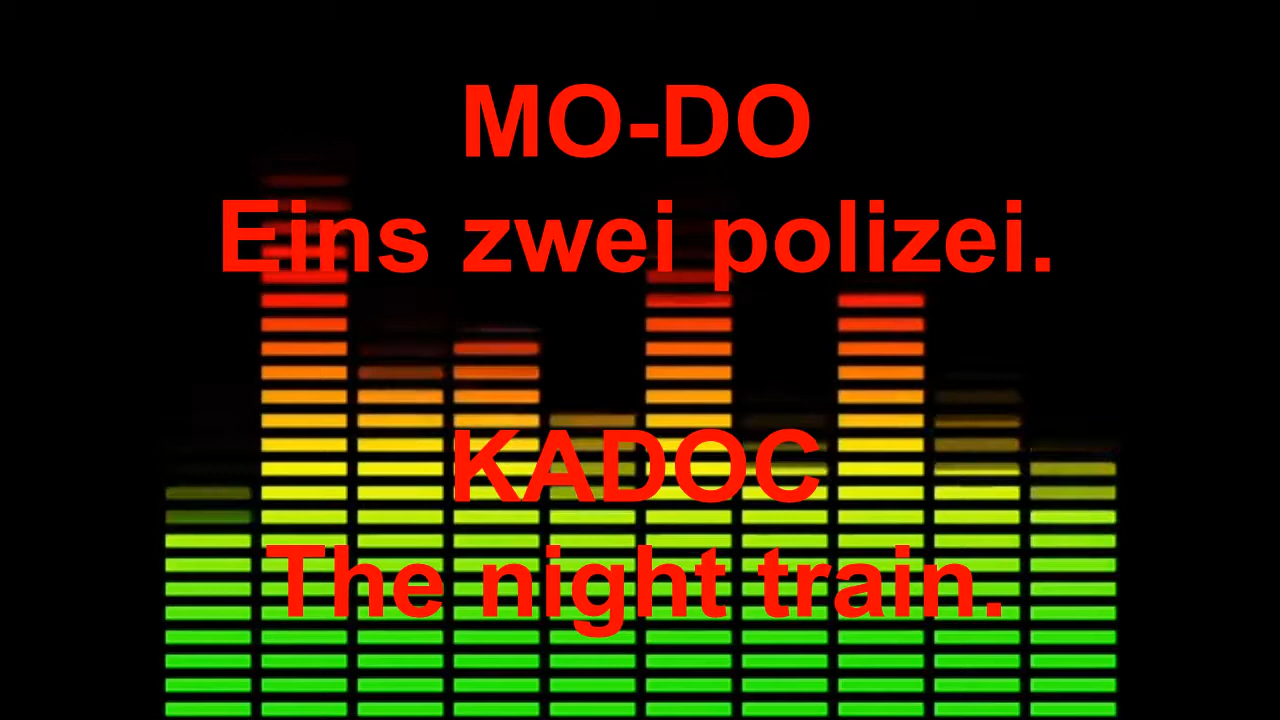 MO-DO
Eins zwei polizei.
KADOC
The night train.